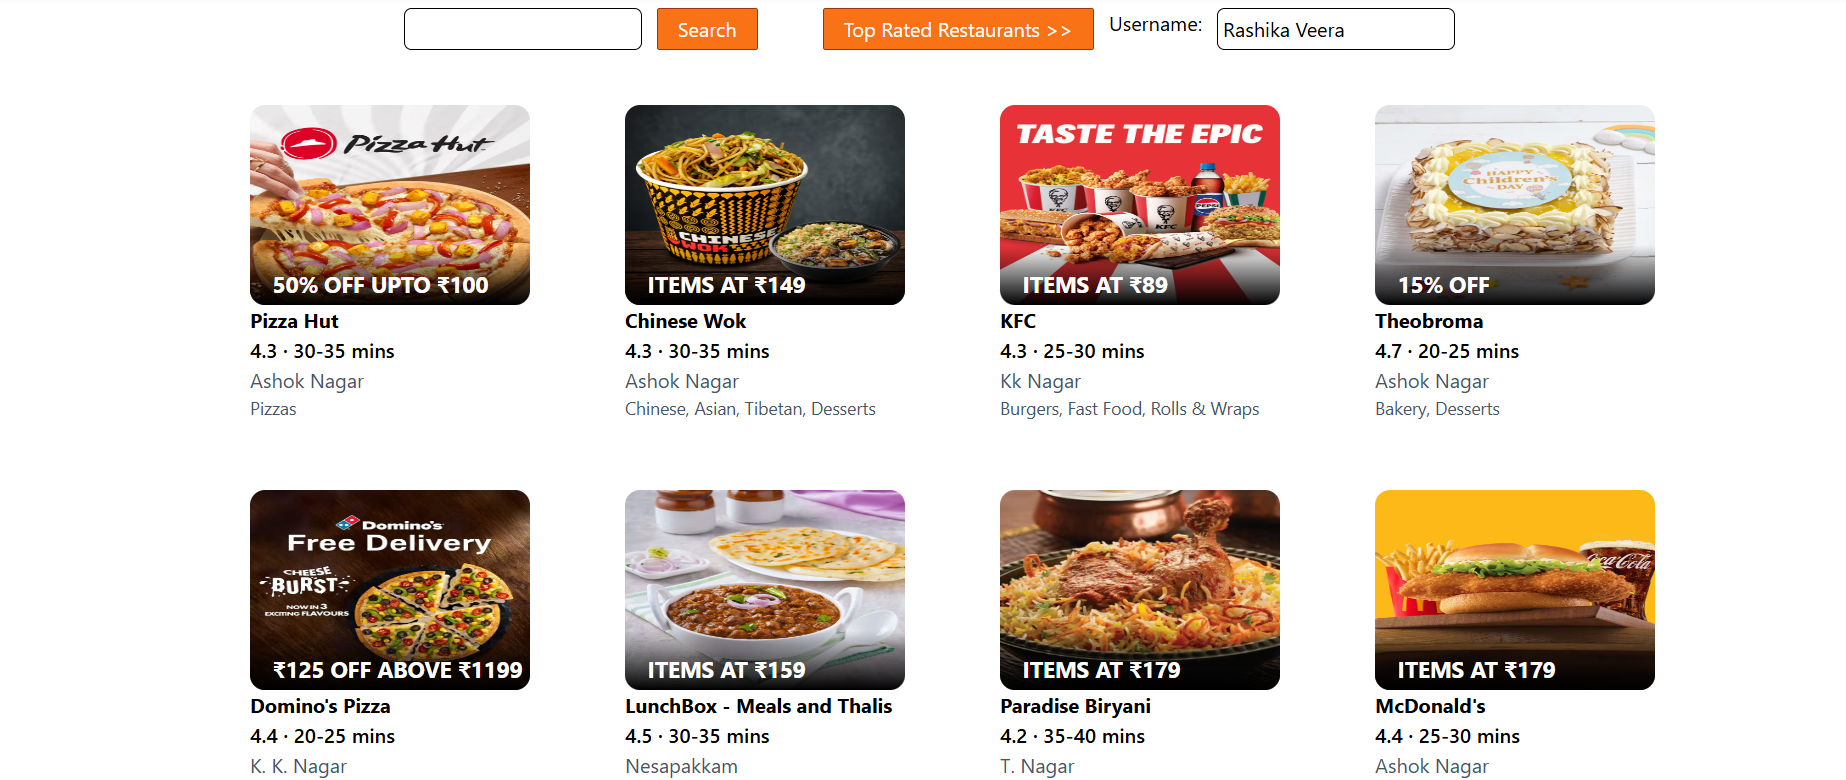 Search
Top Rated Restaurants >>
Username:
Rashika Veera
Pizza Hut
50% OFF UPTO ₹100
Pizza Hut
4.3 · 30-35 mins
Ashok Nagar
Pizzas
CHINESE
WOK
ITEMS AT ₹149
Chinese Wok
4.3 · 30-35 mins
Ashok Nagar
Chinese, Asian, Tibetan, Desserts
TASTE THE EPIC
KFC
KFC
PEPSI
ITEMS AT ₹89
KFC
4.3 · 25-30 mins
Kk Nagar
Burgers, Fast Food, Rolls & Wraps
HAPPY
Children's
DAY
15% OFF
Theobroma
4.7 · 20-25 mins
Ashok Nagar
Bakery, Desserts
Domino's
Free Delivery
CHEESE
BURST
NOW IN 3
EXCITING FLAVOURS
₹125 OFF ABOVE ₹1199
Domino's Pizza
4.4 · 20-25 mins
K. K. Nagar
ITEMS AT ₹159
LunchBox - Meals and Thalis
4.5 · 30-35 mins
Nesapakkam
ITEMS AT ₹179
Paradise Biryani
4.2 · 35-40 mins
T. Nagar
Coca-Cola
ITEMS AT ₹179
McDonald's
4.4 · 25-30 mins
Ashok Nagar